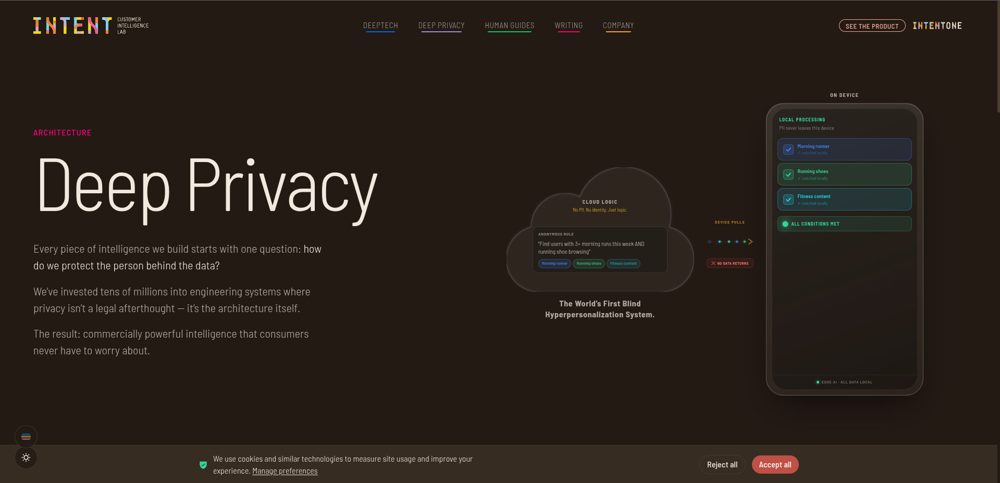 INTENT
CUSTOMER
INTELLIGENCE
LAB
DEEPTECH
DEEP PRIVACY
HUMAN GUIDES
WRITING
COMPANY
SEE THE PRODUCT
INTENTONE
ARCHITECTURE
Deep Privacy
Every piece of intelligence we build starts with one question: how
do we protect the person behind the data?
We've invested tens of millions into engineering systems where
privacy isn't a legal afterthought — it's the architecture itself.
The result: commercially powerful intelligence that consumers
never have to worry about.
CLOUD LOGIC
No PII. No identity. Just logic.
ANONYMOUS RULE
"Find users with 3+ morning runs this week AND
running shoe browsing"
Morning runner
Running shoes
Fitness content
The World's First Blind
Hyperpersonalization System.
DEVICE PULLS
NO DATA RETURNS
ON DEVICE
LOCAL PROCESSING
PII never leaves this device
Morning runner
✓ matched locally
Running shoes
✓ matched locally
Fitness content
✓ matched locally
ALL CONDITIONS MET
EDGE AI · ALL DATA LOCAL
We use cookies and similar technologies to measure site usage and improve your
experience. Manage preferences
Reject all
Accept all